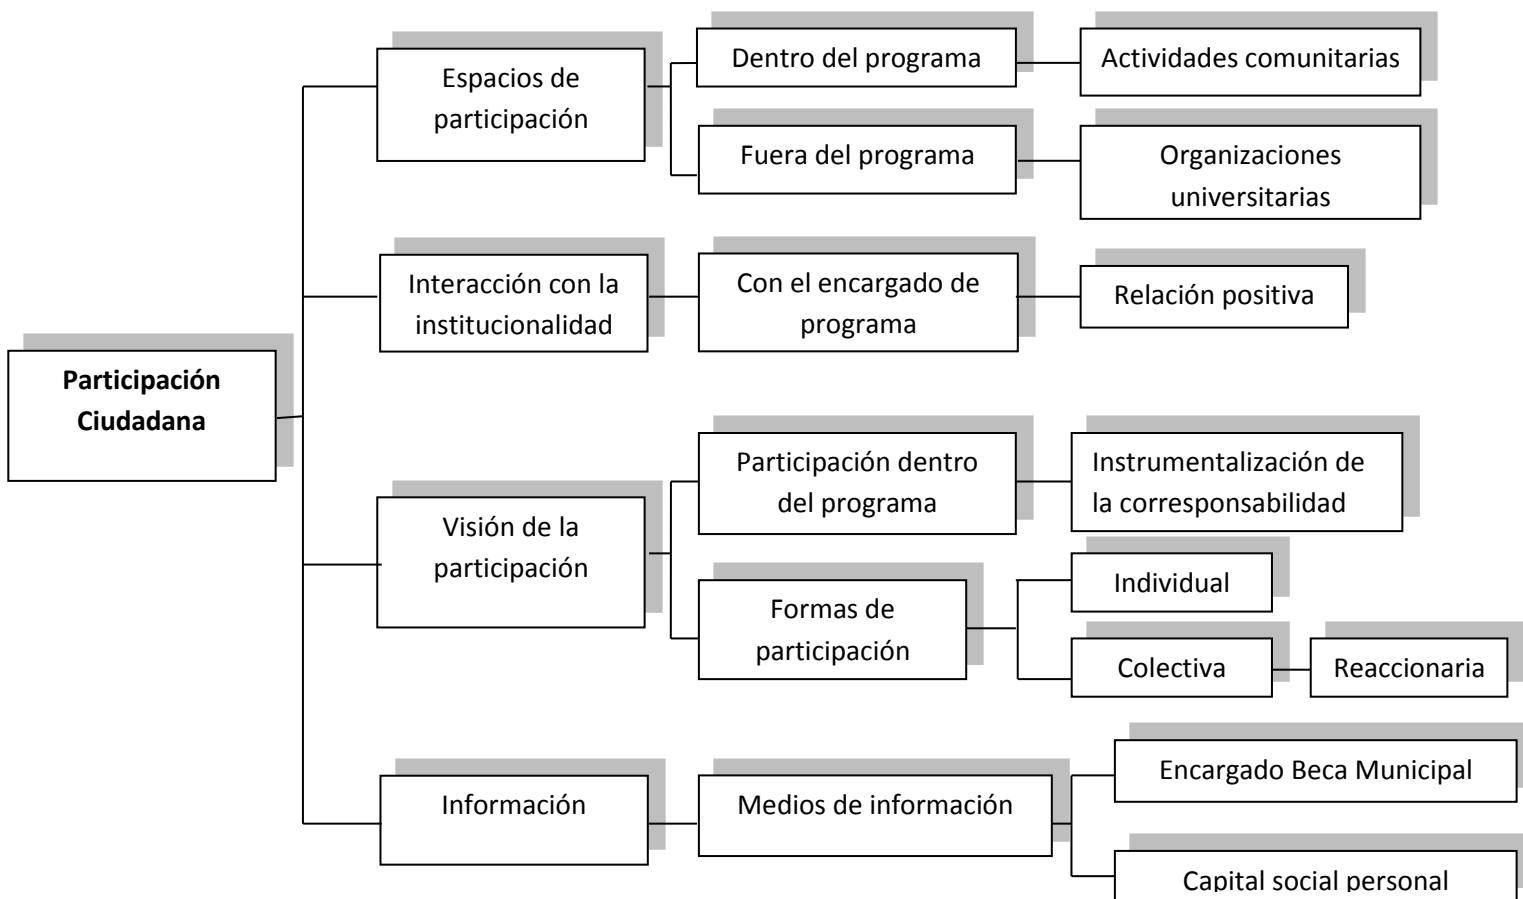 Espacios de
participación
Dentro del programa
Actividades comunitarias
Fuera del programa
Organizaciones
universitarias
Interacción con la
institucionalidad
Con el encargado de
programa
Relación positiva
Participación
Ciudadana
Visión de la
participación
Participación dentro
del programa
Instrumentalización de
la corresponsabilidad
Formas de
participación
Individual
Colectiva
Reaccionaria
Información
Medios de información
Encargado Beca Municipal
Capital social personal